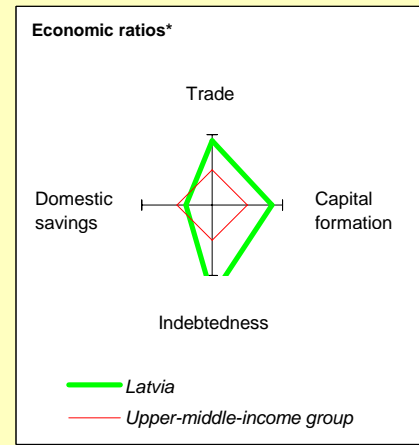 Economic ratios*
Trade
Domestic
savings
Capital
formation
Indebtedness
Latvia
Upper-middle-income group